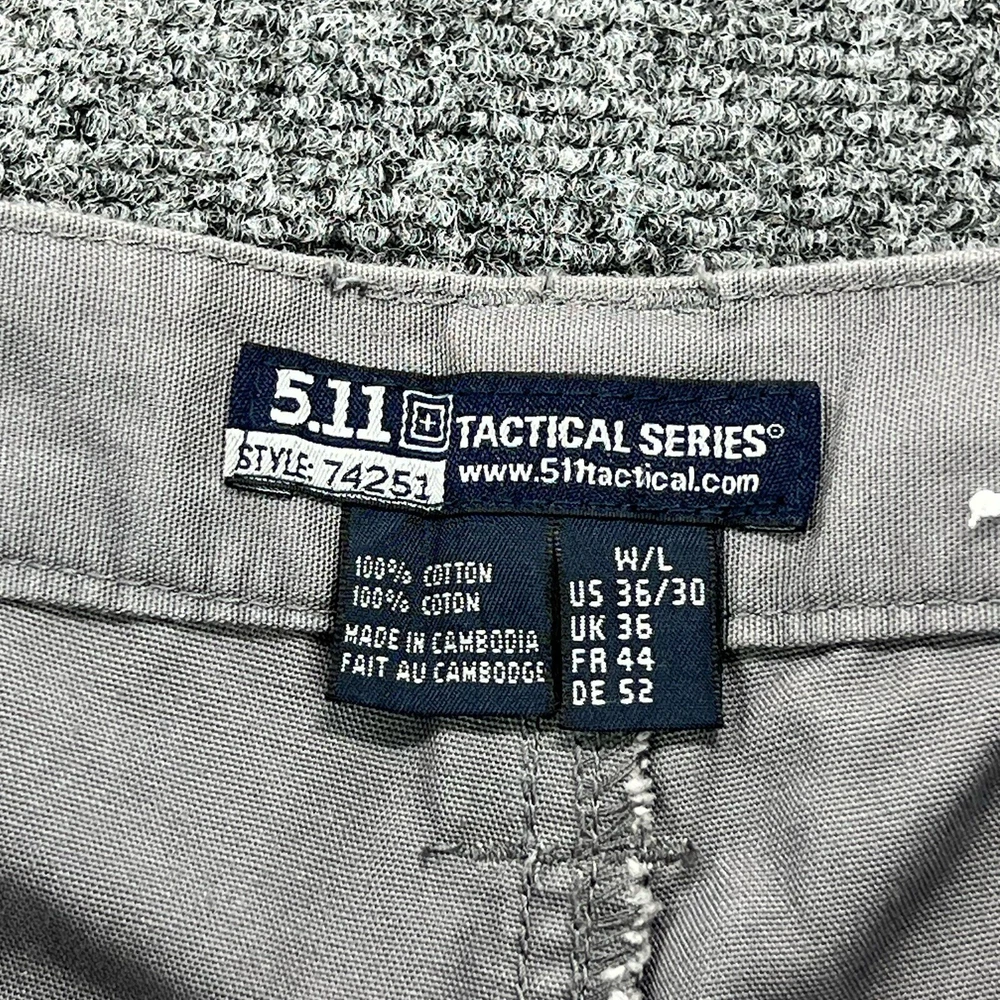 5.11 TACTICAL SERIES®
STYLE: 74251
www.511tactical.com
100% COTTON
100% COTON
MADE IN CAMBODIA
FAIT AU CAMBODGE
W/L
US 36/30
UK 36
FR 44
DE 52